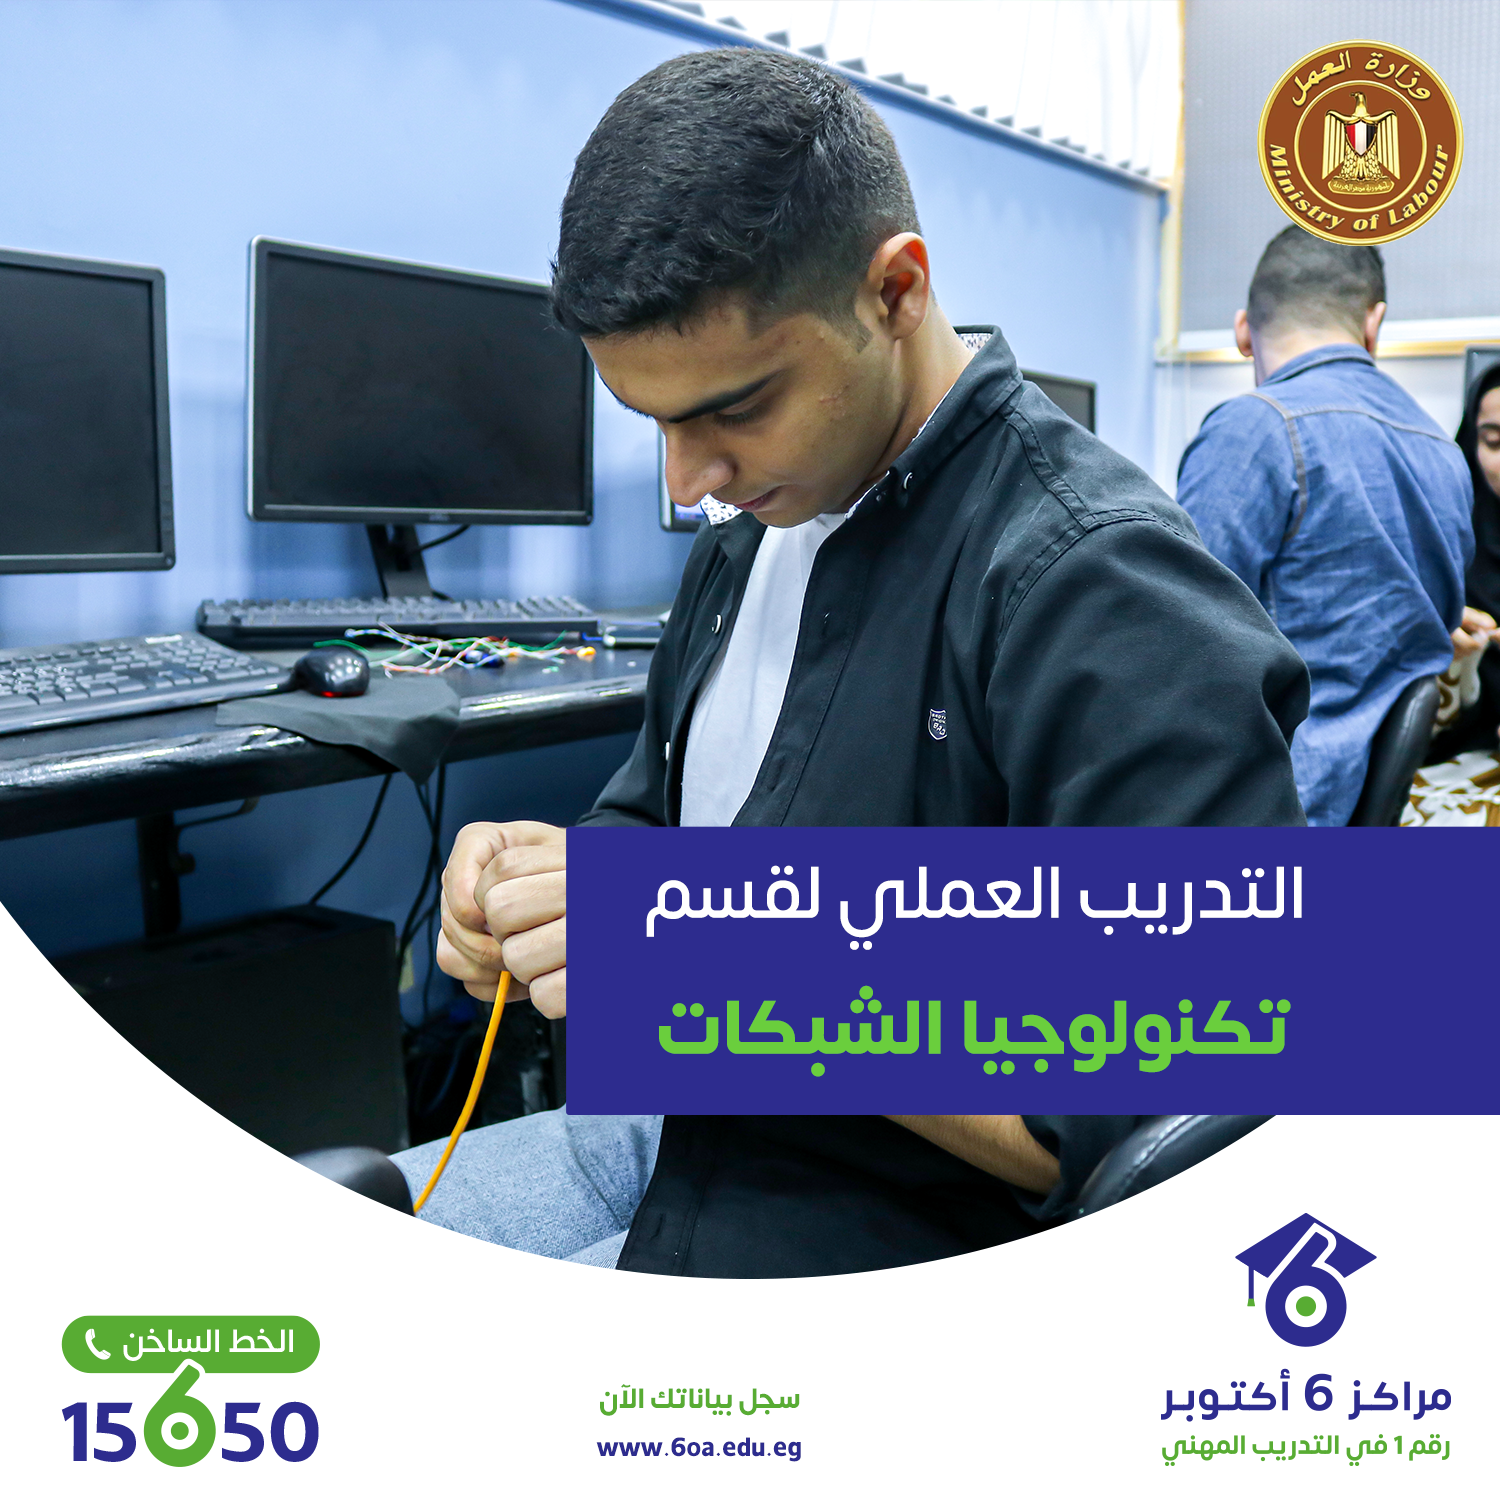 وزارة العمل
Ministry of Labour
التدريب العملي لقسم
تكنولوجيا الشبكات
الخط الساخن
15650
سجل بياناتك الآن
www.6oa.edu.eg
6
مراكز 6 أكتوبر
رقم 1 في التدريب المهني